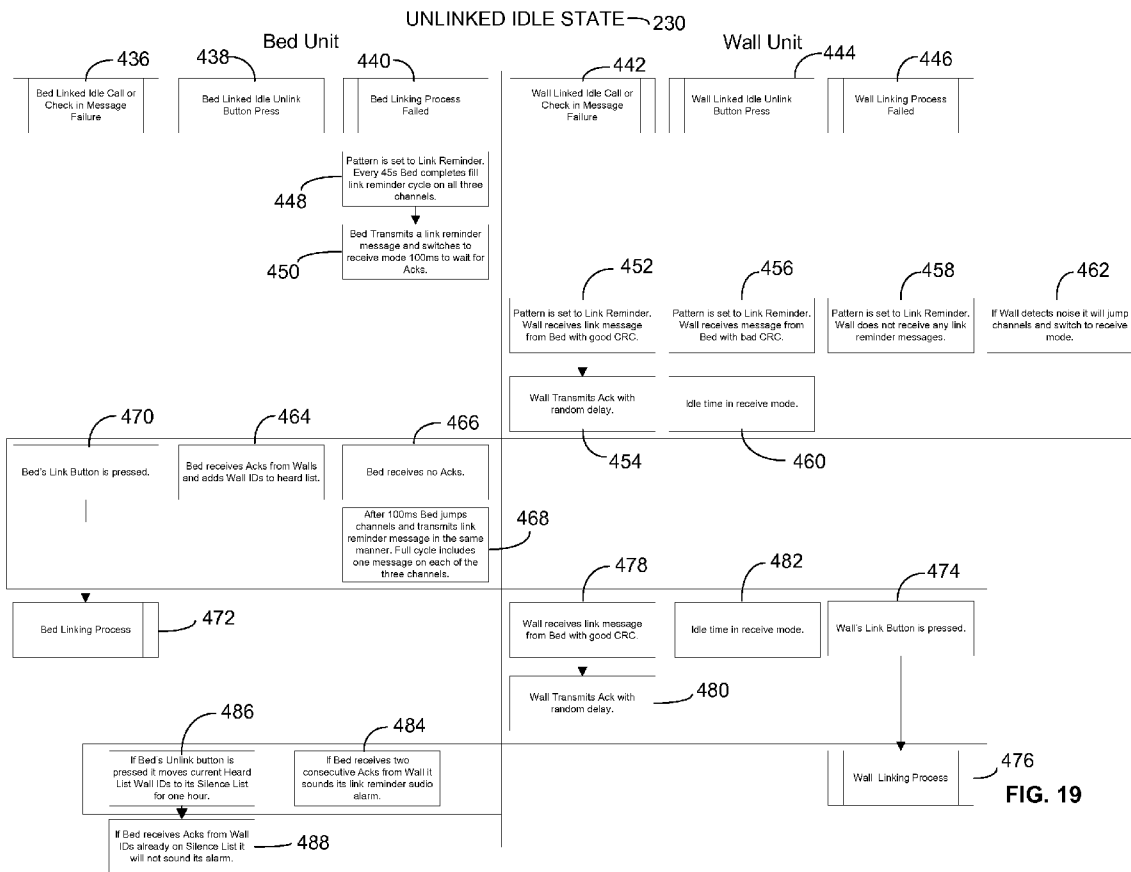 UNLINKED IDLE STATE 230
Bed Unit
Wall Unit
436
438
440
442
444
446
Bed Linked Idle Call or
Check in Message
Failure
Bed Linked Idle Unlink
Button Press
Bed Linking Process
Failed
Wall Linked Idle Call or
Check in Message
Failure
Wall Linked Idle Unlink
Button Press
Wall Linking Process
Failed
Pattern is set to Link Reminder.
Every 45s Bed completes fill
link reminder cycle on all three
channels.
448
Bed Transmits a link reminder
message and switches to
receive mode 100ms to wait for
Acks.
450
452
456
458
462
Pattern is set to Link Reminder.
Wall receives link message
from Bed with good CRC.
Pattern is set to Link Reminder.
Wall receives message from
Bed with bad CRC.
Pattern is set to Link Reminder.
Wall does not receive any link
reminder messages.
If Wall detects noise it will jump
channels and switch to receive
mode.
Wall Transmits Ack with
random delay.
Idle time in receive mode.
454
460
470
464
466
Bed's Link Button is pressed.
Bed receives Acks from Walls
and adds Wall IDs to heard list.
Bed receives no Acks.
After 100ms Bed jumps
channels and transmits link
reminder message in the same
manner. Full cycle includes
one message on each of the
three channels.
468
478
482
474
Bed Linking Process
472
Wall receives link message
from Bed with good CRC.
Idle time in receive mode.
Wall's Link Button is pressed.
Wall Transmits Ack with
random delay.
480
486
484
If Bed's Unlink button is
pressed it moves current Heard
List Wall IDs to its Silence List
for one hour.
If Bed receives two
consecutive Acks from Wall it
sounds its link reminder audio
alarm.
Wall Linking Process
476
FIG. 19
If Bed receives Acks from Wall
IDs already on Silence List it
will not sound its alarm.
488